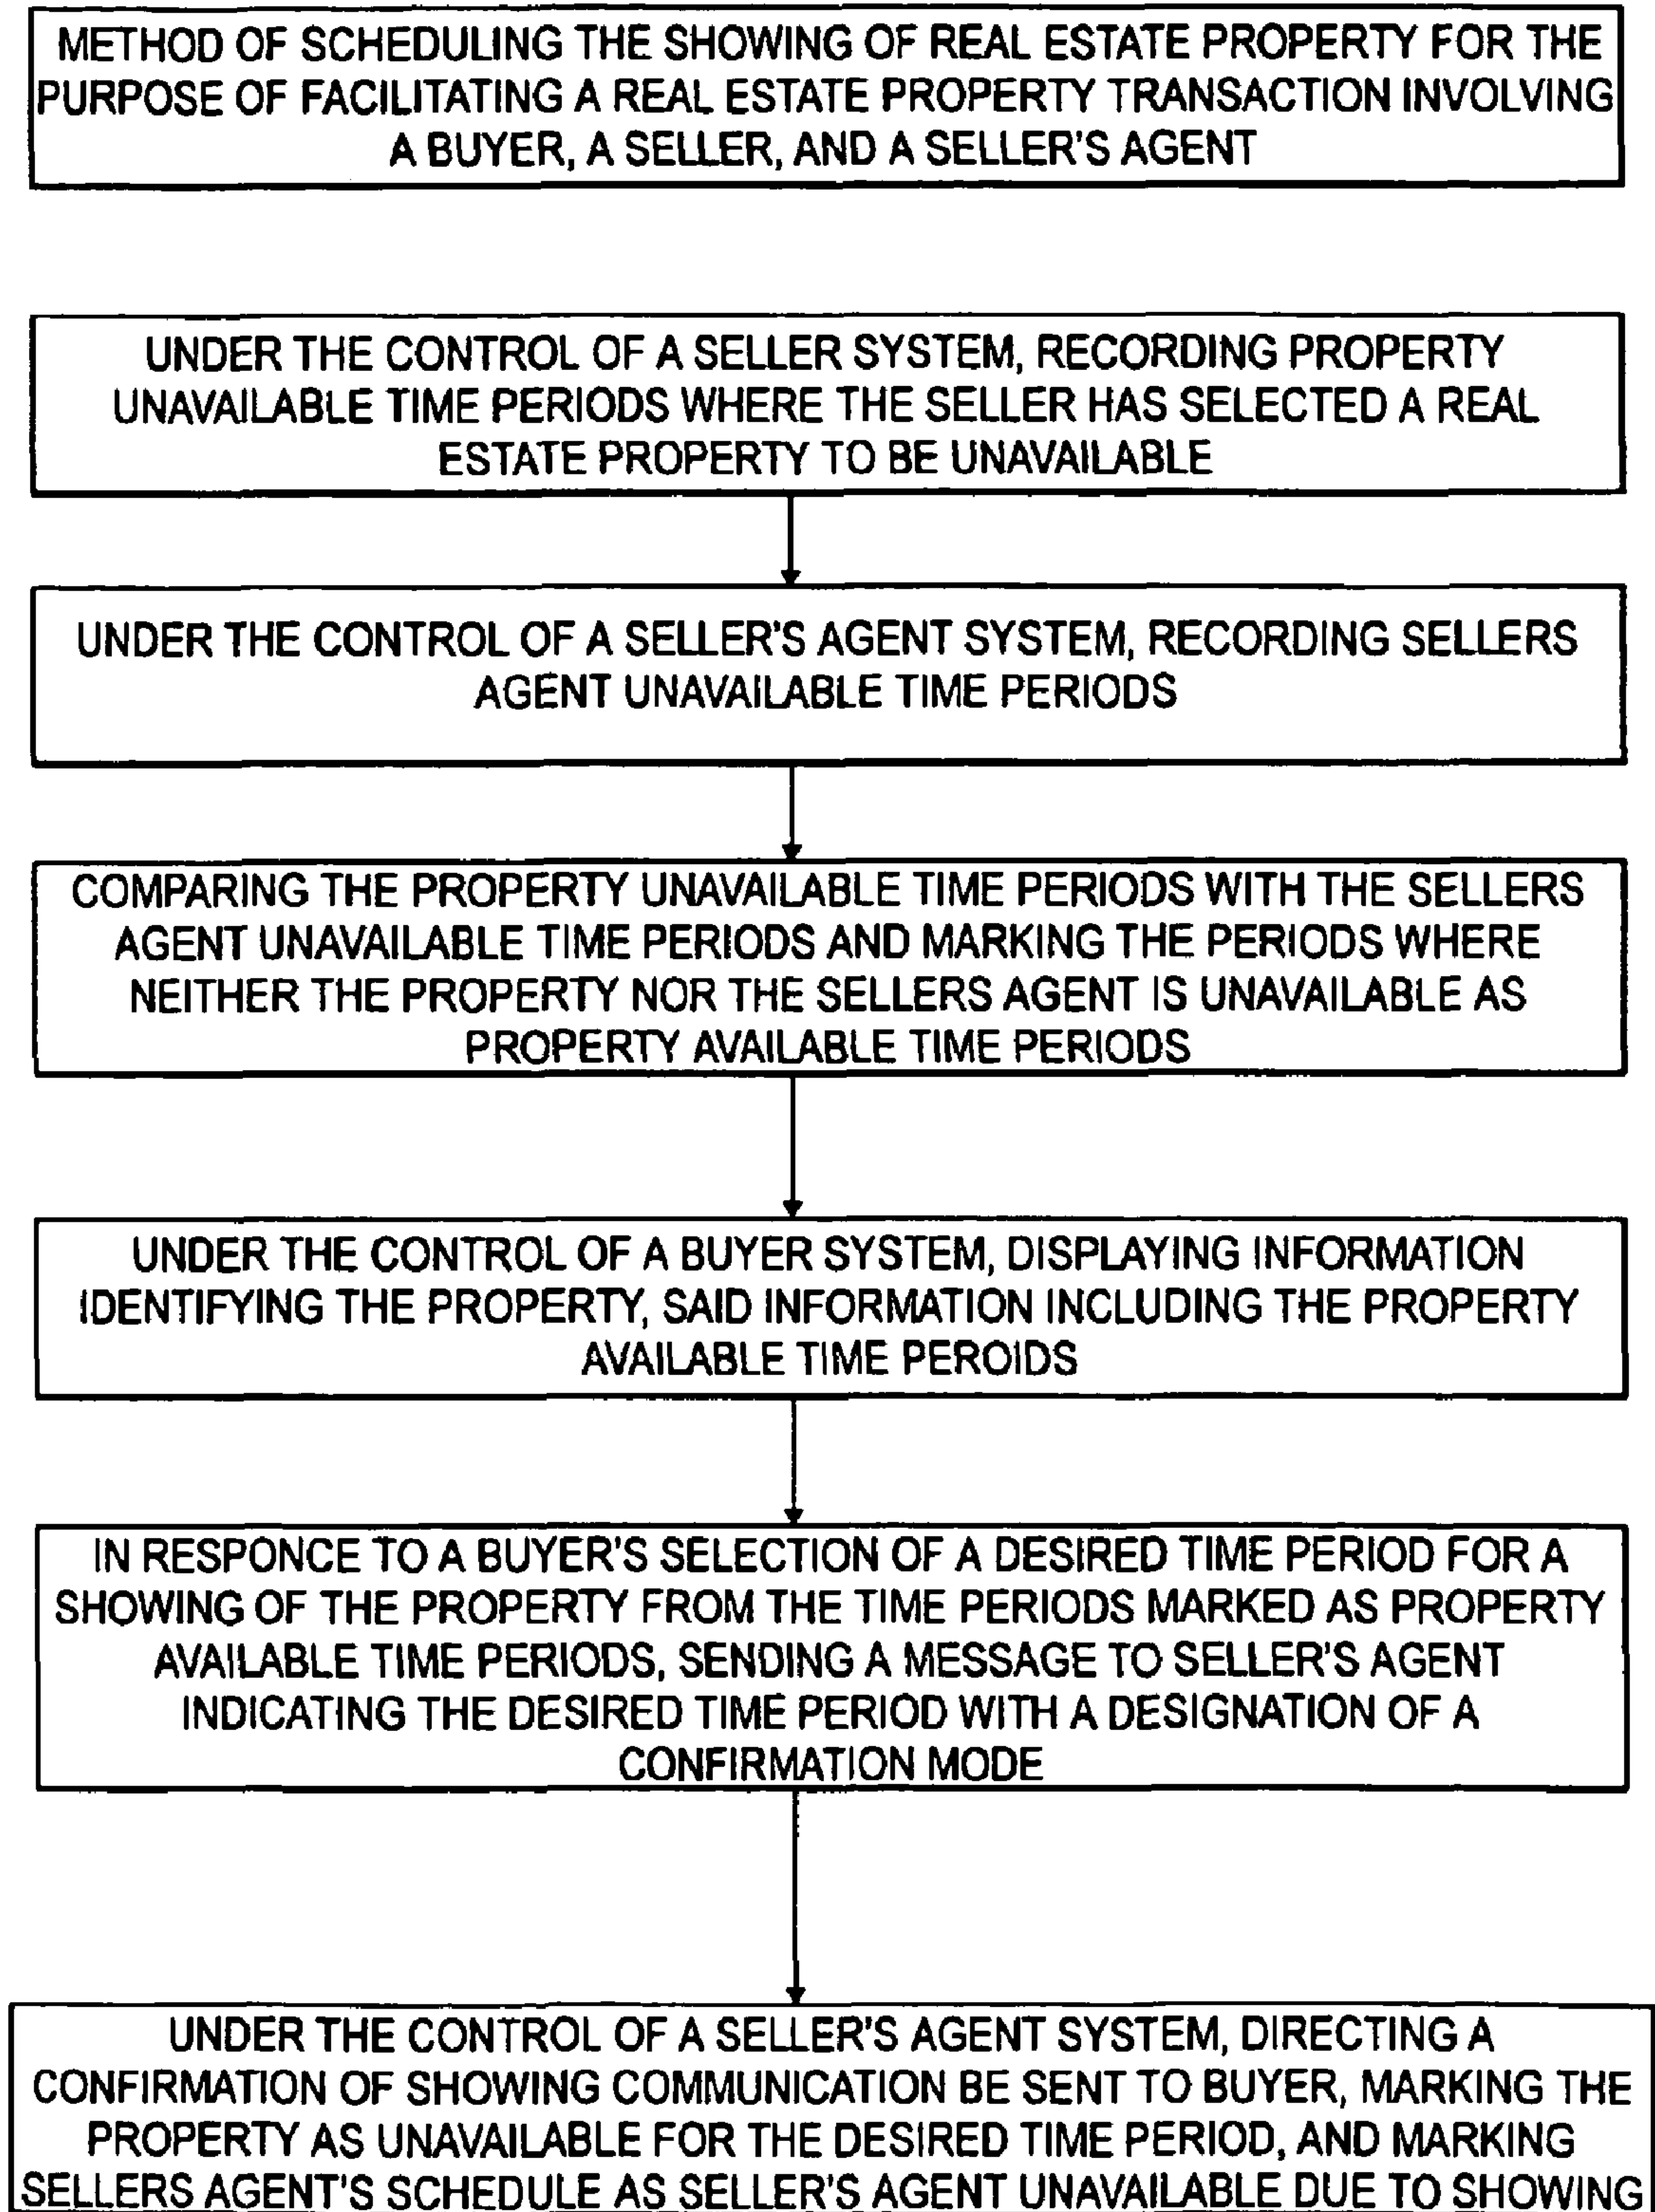 METHOD OF SCHEDULING THE SHOWING OF REAL ESTATE PROPERTY FOR THE
PURPOSE OF FACILITATING A REAL ESTATE PROPERTY TRANSACTION INVOLVING
A BUYER, A SELLER, AND A SELLER'S AGENT
UNDER THE CONTROL OF A SELLER SYSTEM, RECORDING PROPERTY
UNAVAILABLE TIME PERIODS WHERE THE SELLER HAS SELECTED A REAL
ESTATE PROPERTY TO BE UNAVAILABLE
UNDER THE CONTROL OF A SELLER'S AGENT SYSTEM, RECORDING SELLERS
AGENT UNAVAILABLE TIME PERIODS
COMPARING THE PROPERTY UNAVAILABLE TIME PERIODS WITH THE SELLERS
AGENT UNAVAILABLE TIME PERIODS AND MARKING THE PERIODS WHERE
NEITHER THE PROPERTY NOR THE SELLERS AGENT IS UNAVAILABLE AS
PROPERTY AVAILABLE TIME PERIODS
UNDER THE CONTROL OF A BUYER SYSTEM, DISPLAYING INFORMATION
IDENTIFYING THE PROPERTY, SAID INFORMATION INCLUDING THE PROPERTY
AVAILABLE TIME PEROIDS
IN RESPONCE TO A BUYER'S SELECTION OF A DESIRED TIME PERIOD FOR A
SHOWING OF THE PROPERTY FROM THE TIME PERIODS MARKED AS PROPERTY
AVAILABLE TIME PERIODS, SENDING A MESSAGE TO SELLER'S AGENT
INDICATING THE DESIRED TIME PERIOD WITH A DESIGNATION OF A
CONFIRMATION MODE
UNDER THE CONTROL OF A SELLER'S AGENT SYSTEM, DIRECTING A
CONFIRMATION OF SHOWING COMMUNICATION BE SENT TO BUYER, MARKING THE
PROPERTY AS UNAVAILABLE FOR THE DESIRED TIME PERIOD, AND MARKING
SELLERS AGENT'S SCHEDULE AS SELLER'S AGENT UNAVAILABLE DUE TO SHOWING